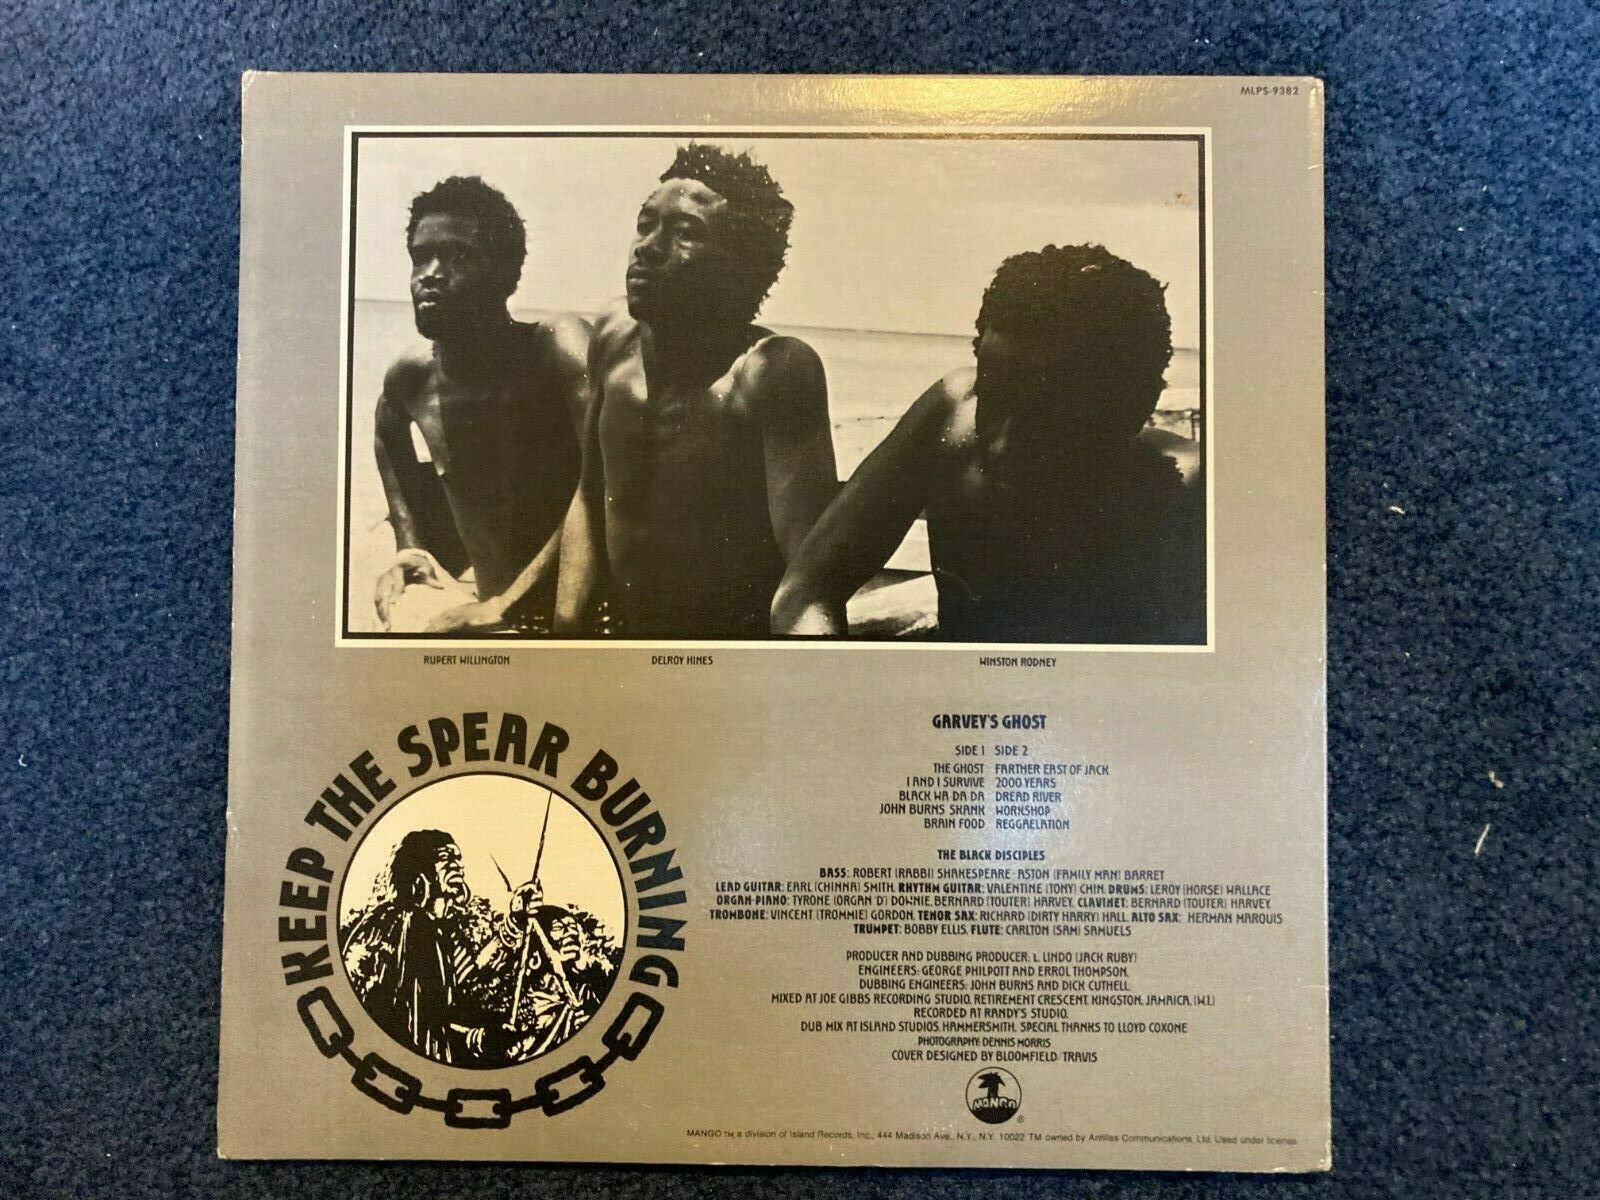 MLPS-9382
RUPERT WILLINGTON
DELROY HINES
WINSTON RODNEY
KEEP THE SPEAR BURNING
GARVEY'S GHOST
SIDE 1 SIDE 2
THE GHOST FARTHER EAST OF JACK
I AND I SURVIVE 2000 YEARS
BLACK WA DA DA DREAD RIVER
JOHN BURNS SKANK WORKSHOP
BRAIN FOOD REGGAELATION
THE BLACK DISCIPLES
BASS: ROBERT (RABBI) SHAKESPEARE · ASTON (FAMILY MAN) BARRET
LEAD GUITAR: EARL (CHINNA) SMITH. RHYTHM GUITAR: VALENTINE (TONY) CHIN. DRUMS: LEROY (HORSE) WALLACE
ORGAN-PIANO: TYRONE (ORGAN 'D') DOWNIE, BERNARD (TOUTER) HARVEY. CLAVINET: BERNARD (TOUTER) HARVEY.
TROMBONE: VINCENT (TROMMIE) GORDON. TENOR SAX: RICHARD (DIRTY HARRY) HALL. ALTO SAX: HERMAN MARQUIS
TRUMPET: BOBBY ELLIS. FLUTE: CARLTON (SAM) SAMUELS
PRODUCER AND DUBBING PRODUCER: L. LINDO (JACK RUBY)
ENGINEERS: GEORGE PHILPOTT AND ERROL THOMPSON.
DUBBING ENGINEERS: JOHN BURNS AND DICK CUTHELL.
MIXED AT JOE GIBBS RECORDING STUDIO, RETIREMENT CRESCENT, KINGSTON, JAMAICA, (W.I.)
RECORDED AT RANDY'S STUDIO.
DUB MIX AT ISLAND STUDIOS, HAMMERSMITH. SPECIAL THANKS TO LLOYD COXONE
PHOTOGRAPHY: DENNIS MORRIS
COVER DESIGNED BY BLOOMFIELD/TRAVIS
MANGO
®
MANGO TM, a division of Island Records, Inc., 444 Madison Ave., N.Y., N.Y. 10022 TM owned by Antilles Communications, Ltd. Used under license.